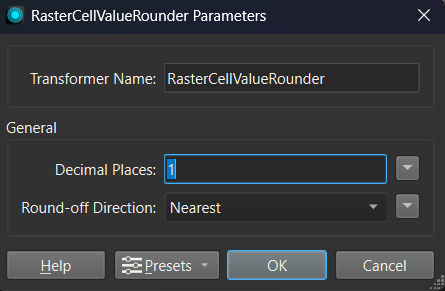 RasterCellValueRounder Parameters
Transformer Name: RasterCellValueRounder
General
Decimal Places: 1
Round-off Direction: Nearest
Help Presets OK Cancel